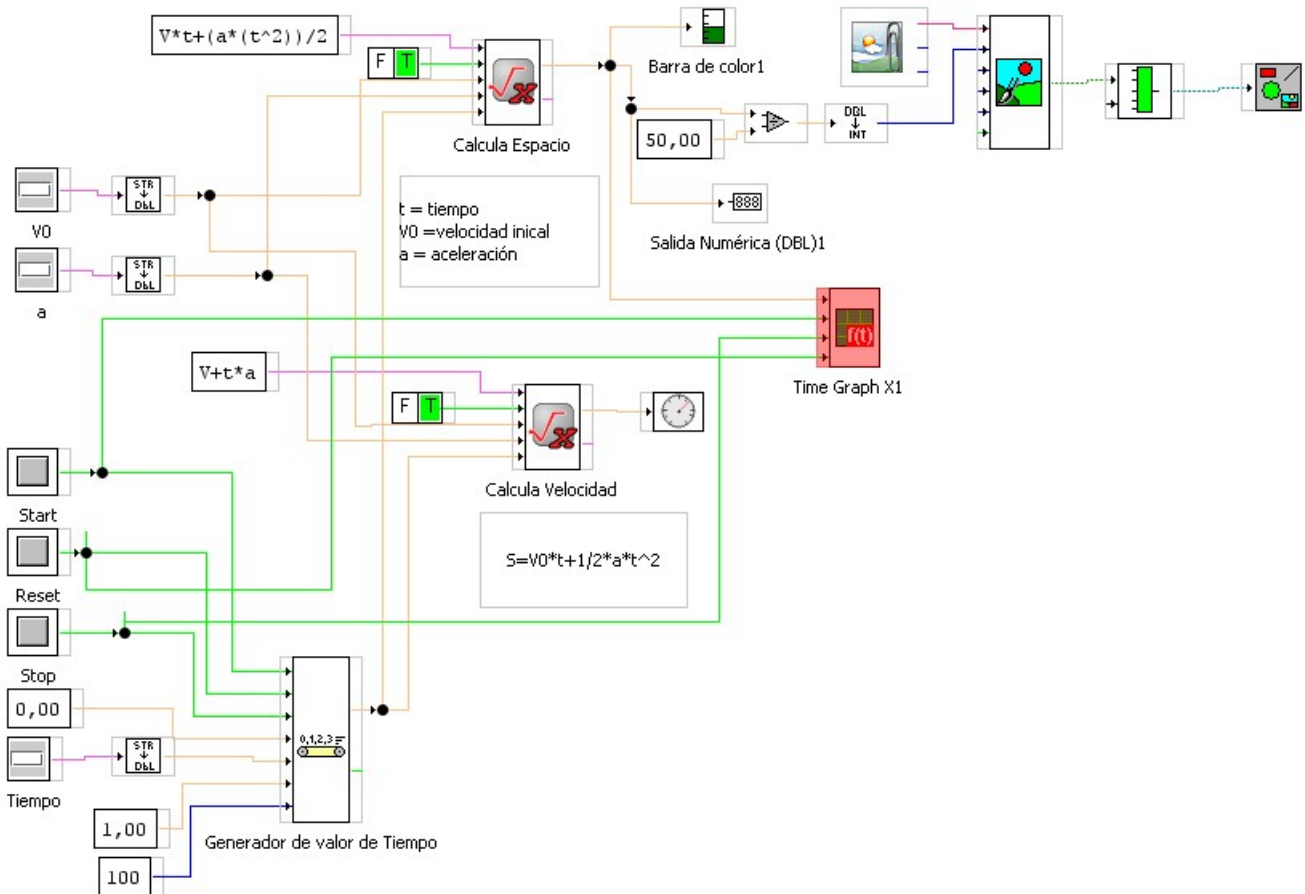 V*t+(a*(t^2))/2
F T
Calcula Espacio
Barra de color1
50,00
DBL
INT
STR
DBL
V0
t = tiempo
V0 =velocidad inical
a = aceleración
888
Salida Numérica (DBL)1
STR
DBL
a
f(t)
Time Graph X1
V+t*a
F T
Calcula Velocidad
Start
S=V0*t+1/2*a*t^2
Reset
Stop
0,00
STR
DBL
0,1,2,3
Tiempo
1,00
Generador de valor de Tiempo
100